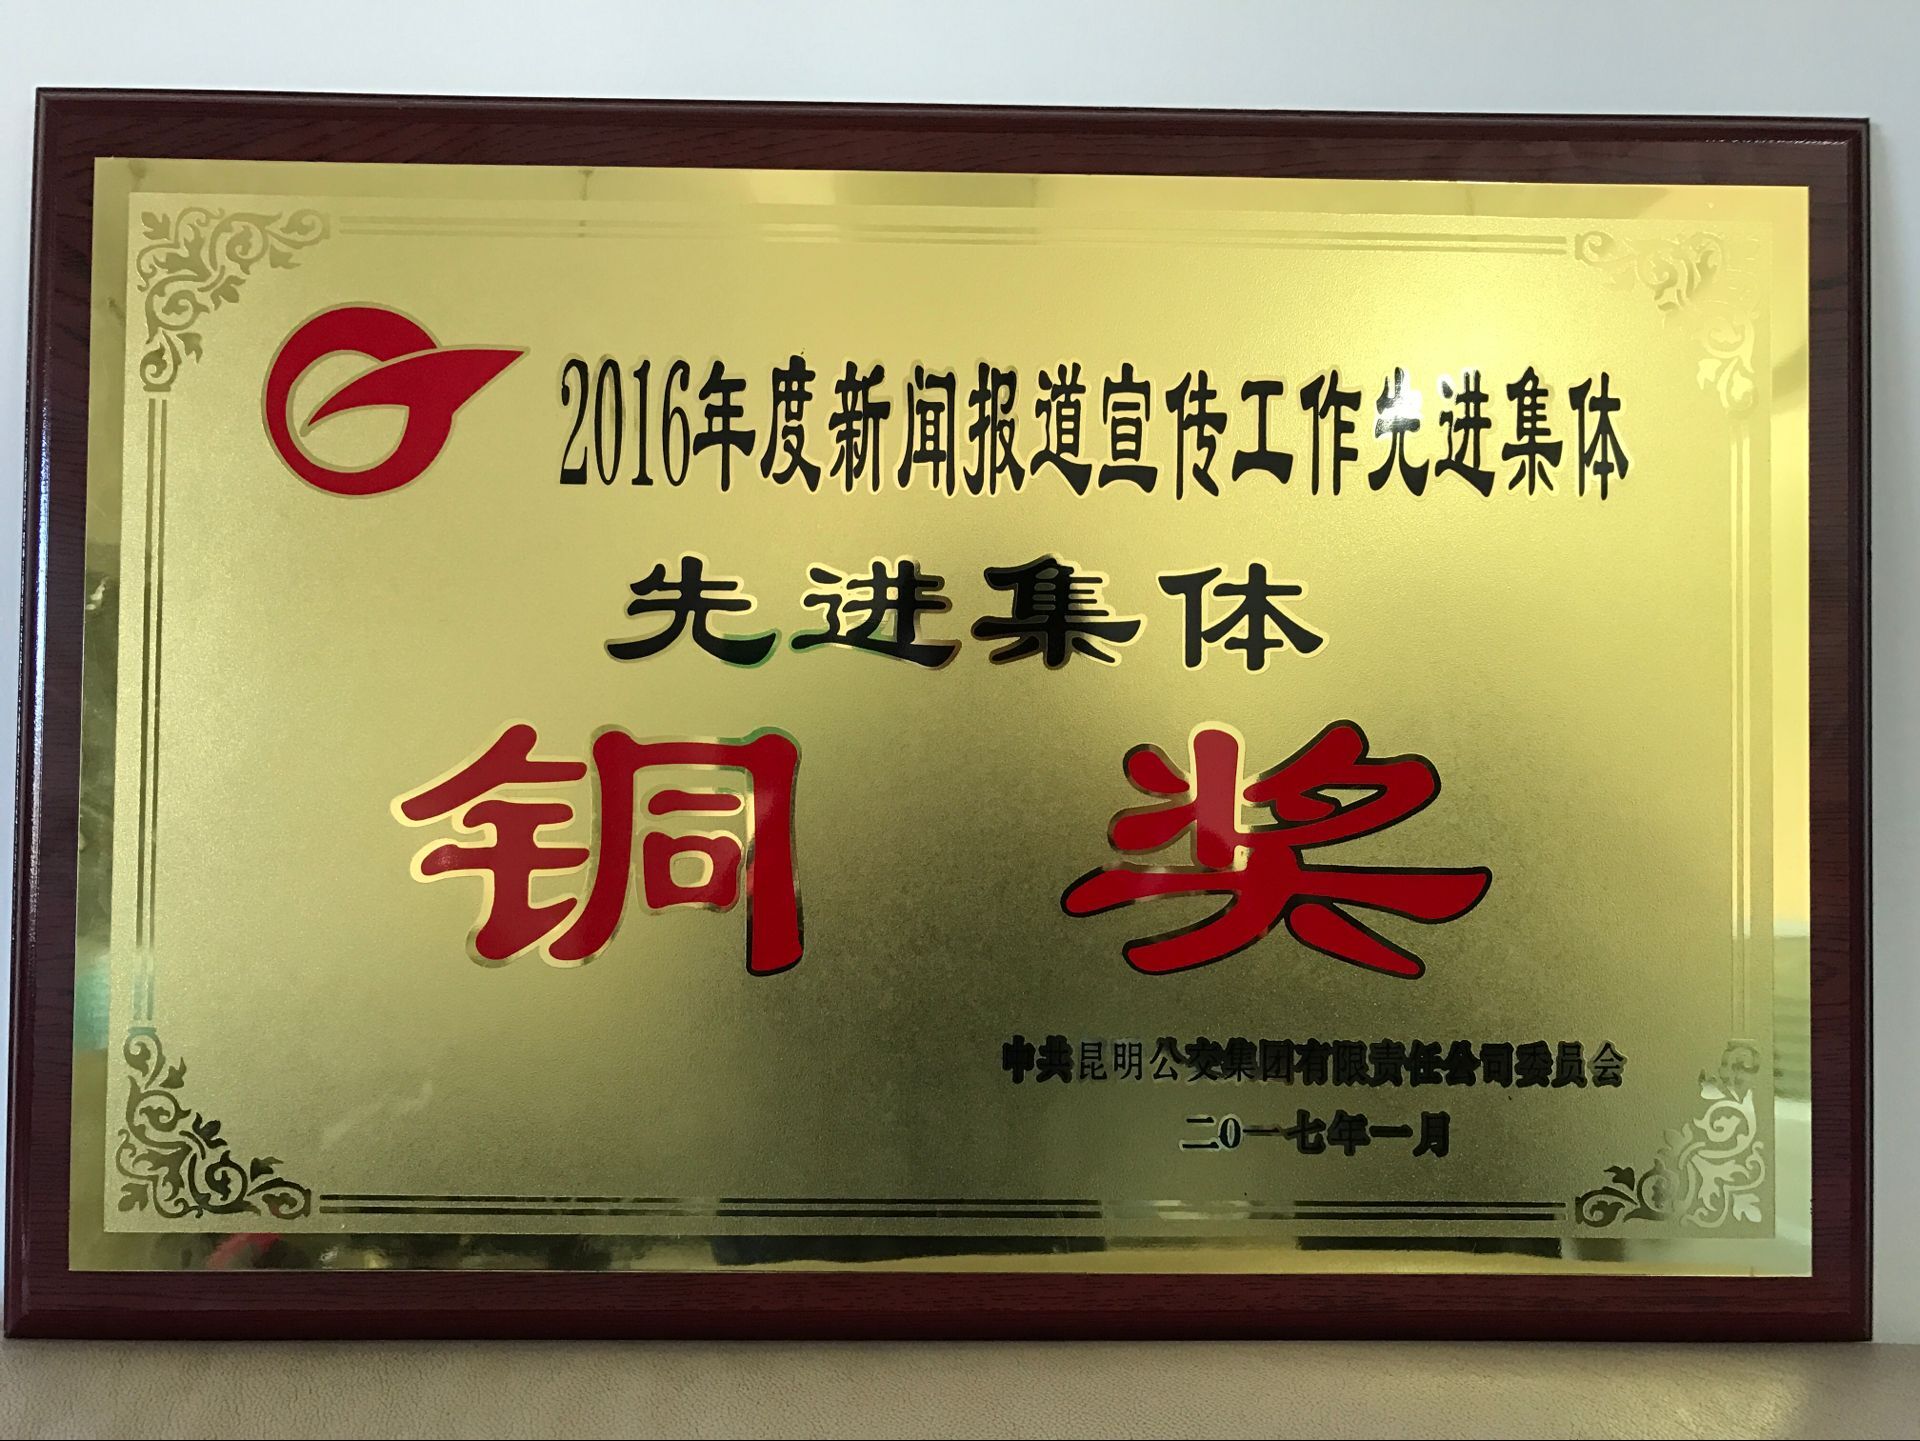 2016年度新闻报道宣传工作先进集体
先进集体
铜奖
中共昆明公交集团有限责任公司委员会
二0一七年一月